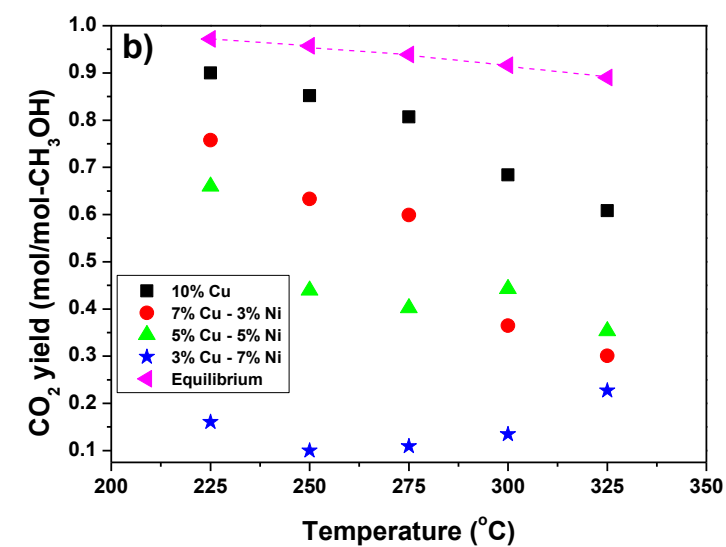 b)
1.0
0.9
0.8
0.7
0.6
0.5
0.4
0.3
0.2
0.1
CO₂ yield (mol/mol-CH₃OH)
10% Cu
7% Cu - 3% Ni
5% Cu - 5% Ni
3% Cu - 7% Ni
Equilibrium
200 225 250 275 300 325 350
Temperature (°C)